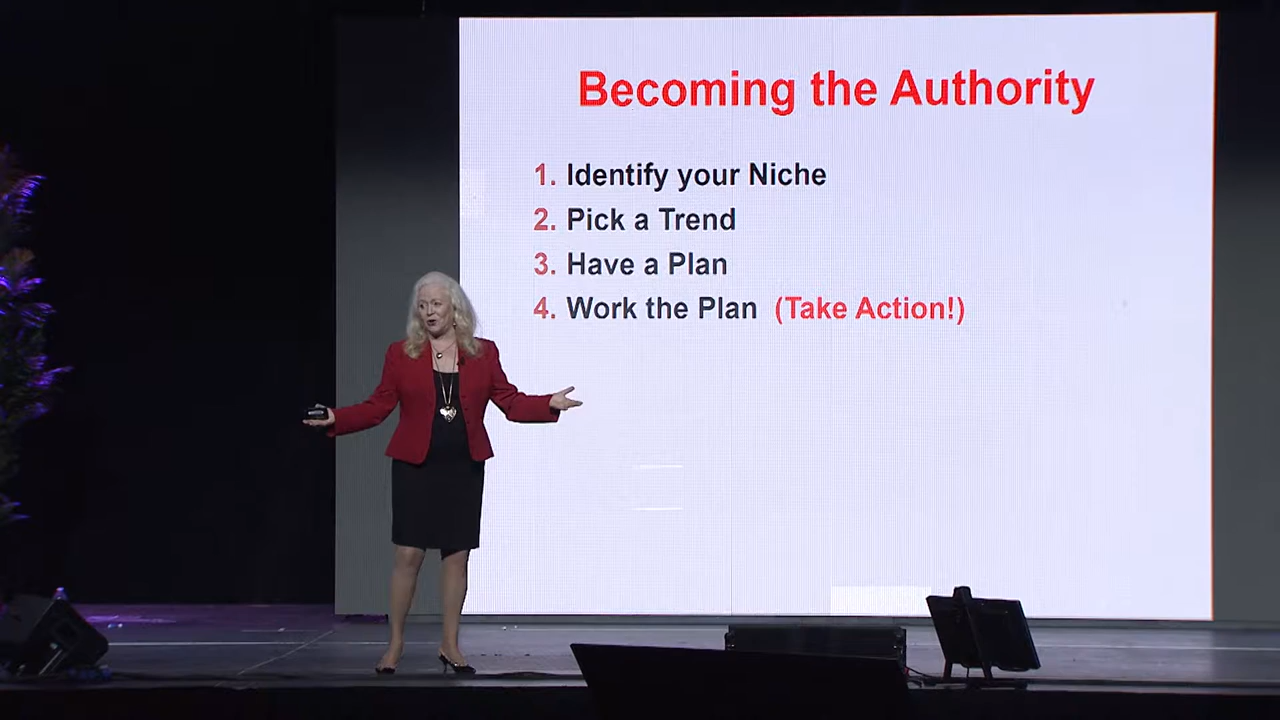 Becoming the Authority
1. Identify your Niche
2. Pick a Trend
3. Have a Plan
4. Work the Plan (Take Action!)